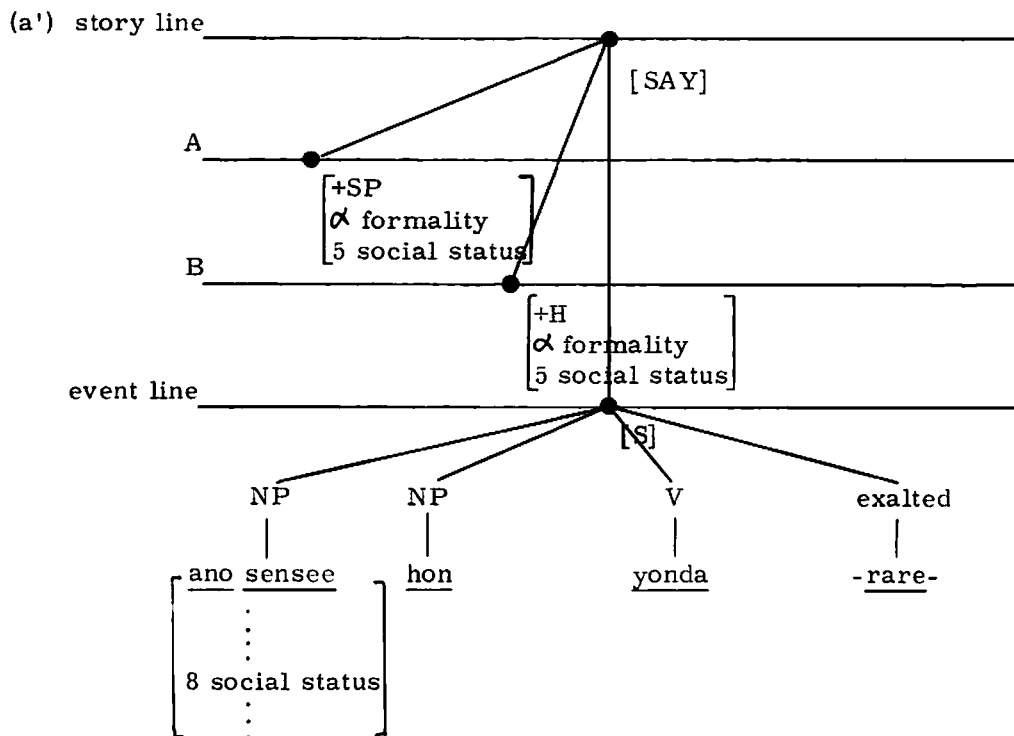 (a') story line
[SAY]
A
[+SP
α formality
5 social status]
B
[+H
α formality
5 social status]
event line
[S]
NP NP V exalted
ano sensee hon yonda -rare-
8 social status